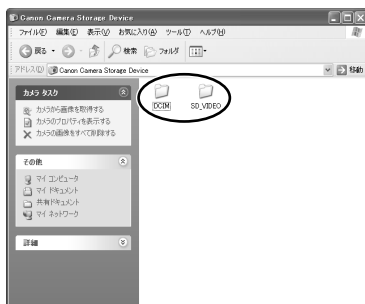 Canon Camera Storage Device
ファイル(F) 編集(E) 表示(V) お気に入り(A) ツール(T) ヘルプ(H)
戻る 検索 フォルダ
アドレス(D) Canon Camera Storage Device 移動
カメラ タスク
カメラから画像を取得する
カメラのプロパティを表示する
カメラの画像をすべて削除する
その他
マイ コンピュータ
マイ ドキュメント
共有ドキュメント
マイ ネットワーク
詳細
DCIM SD_VIDEO